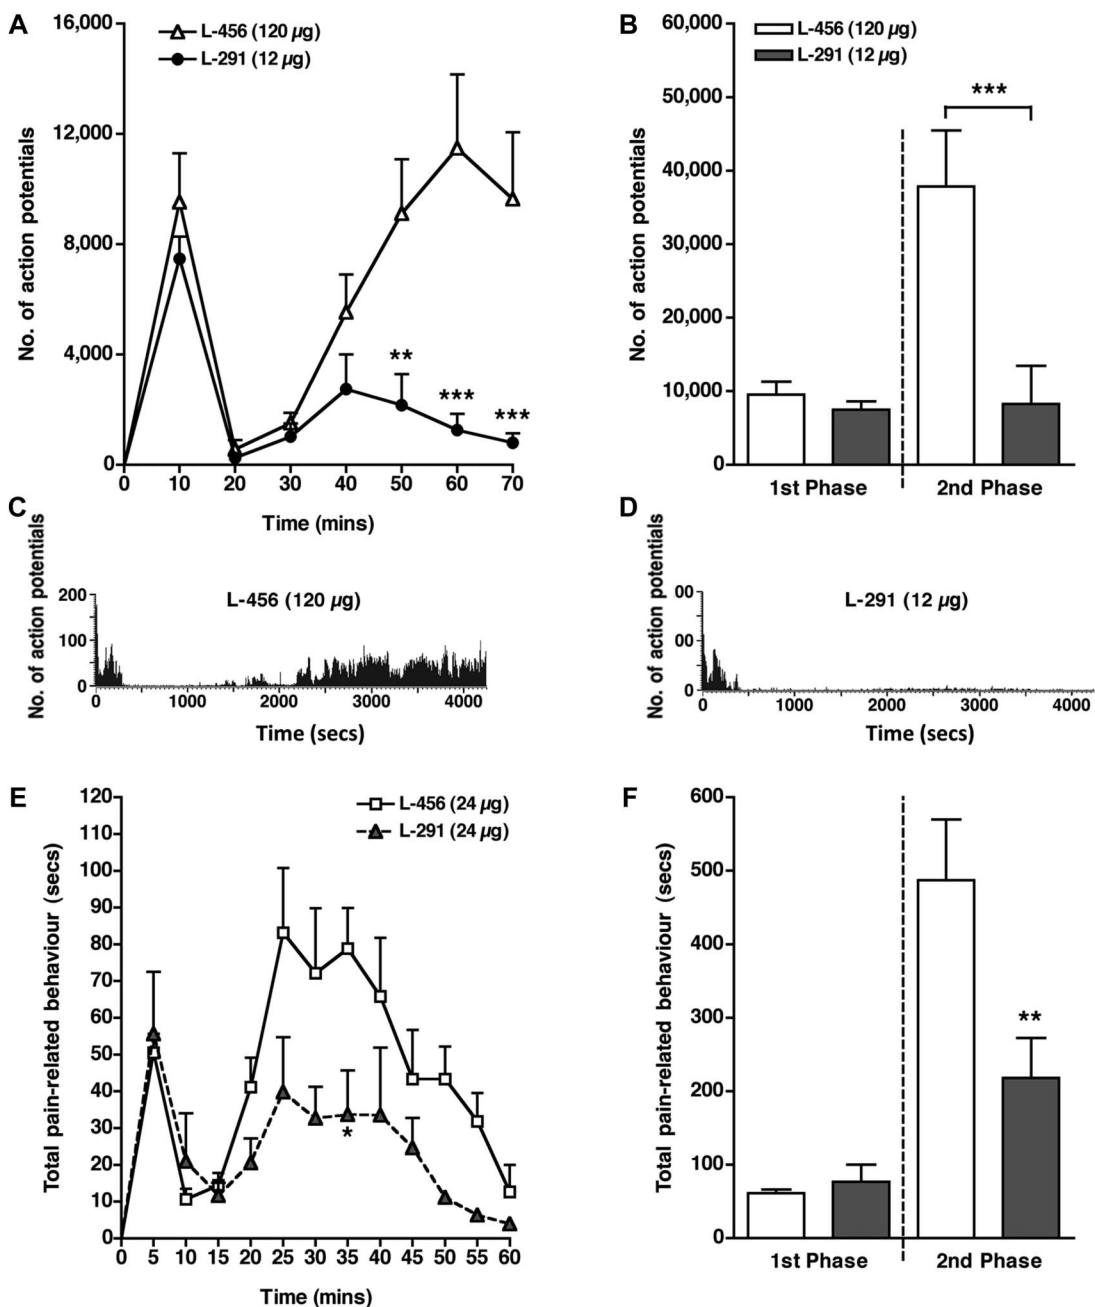 A
L-456 (120 µg)
L-291 (12 µg)
No. of action potentials
16,000
12,000
8,000
4,000
0
**
***
***
0 10 20 30 40 50 60 70
Time (mins)
B
L-456 (120 µg)
L-291 (12 µg)
No. of action potentials
60,000
50,000
40,000
30,000
20,000
10,000
0
***
1st Phase 2nd Phase
C
No. of action potentials
L-456 (120 µg)
200
100
0
0 1000 2000 3000 4000
Time (secs)
D
No. of action potentials
L-291 (12 µg)
00
00
0
0 1000 2000 3000 4000
Time (secs)
E
L-456 (24 µg)
L-291 (24 µg)
Total pain-related behaviour (secs)
120
110
100
90
80
70
60
50
40
30
20
10
0
*
0 5 10 15 20 25 30 35 40 45 50 55 60
Time (mins)
F
Total pain-related behaviour (secs)
600
500
400
300
200
100
0
**
1st Phase 2nd Phase